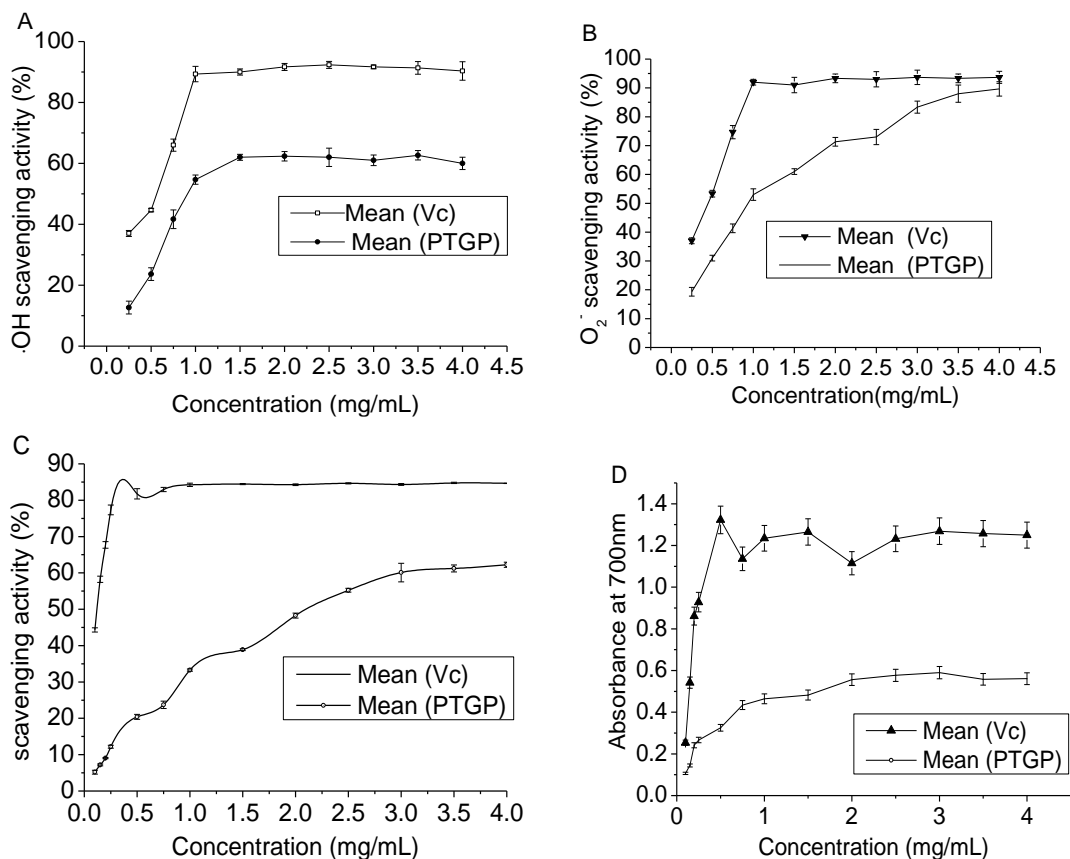 A
·OH scavenging activity (%)
100
80
60
40
20
0
Mean (Vc)
Mean (PTGP)
0.0 0.5 1.0 1.5 2.0 2.5 3.0 3.5 4.0 4.5
Concentration (mg/mL)
B
O₂⁻ scavenging activity (%)
100
90
80
70
60
50
40
30
20
10
0
Mean (Vc)
Mean (PTGP)
0.0 0.5 1.0 1.5 2.0 2.5 3.0 3.5 4.0 4.5
Concentration(mg/mL)
C
scavenging activity (%)
90
80
70
60
50
40
30
20
10
0
Mean (Vc)
Mean (PTGP)
0.0 0.5 1.0 1.5 2.0 2.5 3.0 3.5 4.0
Concentration (mg/mL)
D
Absorbance at 700nm
1.4
1.2
1.0
0.8
0.6
0.4
0.2
0.0
Mean (Vc)
Mean (PTGP)
0 1 2 3 4
Concentration (mg/mL)